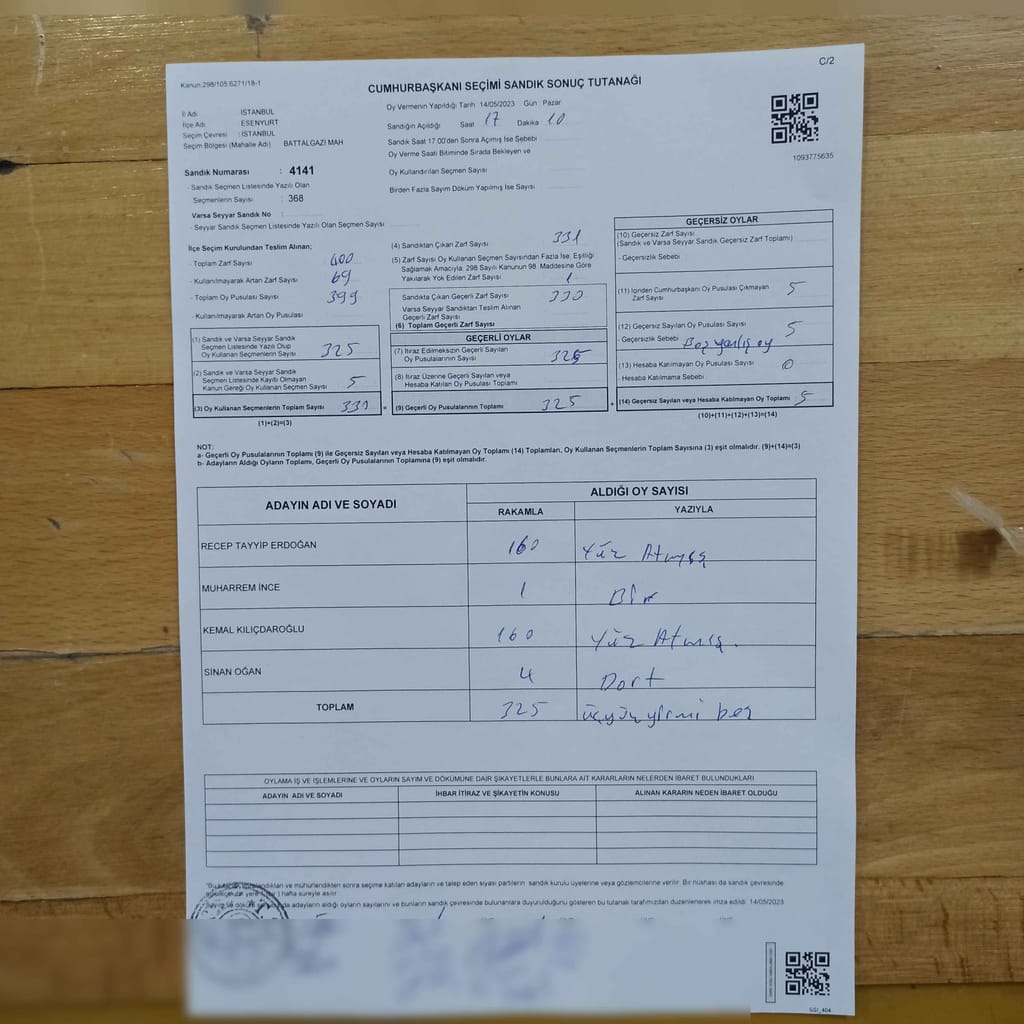 C/2
Kanun:298/105.6271/18-1
CUMHURBAŞKANI SEÇİMİ SANDIK SONUÇ TUTANAĞI
İl Adı : İSTANBUL
İlçe Adı : ESENYURT
Seçim Çevresi : İSTANBUL
Seçim Bölgesi (Mahalle Adı) BATTALGAZİ MAH
Sandık Numarası : 4141
- Sandık Seçmen Listesinde Yazılı Olan
Seçmenlerin Sayısı : 368
Varsa Seyyar Sandık No :
- Seyyar Sandık Seçmen Listesinde Yazılı Olan Seçmen Sayısı
Oy Vermenin Yapıldığı Tarih 14/05/2023 Gün Pazar
Sandığın Açıldığı Saat 17 Dakika 10
Sandık Saat 17:00'den Sonra Açılmış İse Sebebi
Oy Verme Saati Bitiminde Sırada Bekleyen ve
Oy Kullandırılan Seçmen Sayısı
Birden Fazla Sayım Döküm Yapılmış İse Sayısı
1093775635
İlçe Seçim Kurulundan Teslim Alınan;
- Toplam Zarf Sayısı 400
- Kullanılmayarak Artan Zarf Sayısı 69
- Toplam Oy Pusulası Sayısı 399
- Kullanılmayarak Artan Oy Pusulası
(1) Sandık ve Varsa Seyyar Sandık
Seçmen Listesinde Yazılı Olup
Oy Kullanan Seçmenlerin Sayısı 325
(2) Sandık ve Varsa Seyyar Sandık
Seçmen Listesinde Kayıtlı Olmayan
Kanun Gereği Oy Kullanan Seçmen Sayısı 5
(3) Oy Kullanan Seçmenlerin Toplam Sayısı 331 =
(1)+(2)=(3)
(4) Sandıktan Çıkan Zarf Sayısı 331
(5) Zarf Sayısı Oy Kullanan Seçmen Sayısından Fazla İse, Eşitliği
Sağlamak Amacıyla; 298 Sayılı Kanunun 98. Maddesine Göre
Yakılarak Yok Edilen Zarf Sayısı 1
Sandıkta Çıkan Geçerli Zarf Sayısı 330
Varsa Seyyar Sandıktan Teslim Alınan
Geçerli Zarf Sayısı
(6) Toplam Geçerli Zarf Sayısı
GEÇERLİ OYLAR
(7) İtiraz Edilmeksizin Geçerli Sayılan
Oy Pusulalarının Sayısı 325
(8) İtiraz Üzerine Geçerli Sayılan veya
Hesaba Katılan Oy Pusulası Toplamı
(9) Geçerli Oy Pusulalarının Toplamı 325 +
GEÇERSİZ OYLAR
(10) Geçersiz Zarf Sayısı
(Sandık ve Varsa Seyyar Sandık Geçersiz Zarf Toplamı)
- Geçersizlik Sebebi
(11) İçinden Cumhurbaşkanı Oy Pusulası Çıkmayan
Zarf Sayısı 5
(12) Geçersiz Sayılan Oy Pusulası Sayısı 5
- Geçersizlik Sebebi Boş yanlış oy
(13) Hesaba Katılmayan Oy Pusulası Sayısı 0
- Hesaba Katılmama Sebebi
(14) Geçersiz Sayılan veya Hesaba Katılmayan Oy Toplamı 5
(10)+(11)+(12)+(13)=(14)
NOT:
a- Geçerli Oy Pusulalarının Toplamı (9) ile Geçersiz Sayılan veya Hesaba Katılmayan Oy Toplamı (14) Toplamları, Oy Kullanan Seçmenlerin Toplam Sayısına (3) eşit olmalıdır. (9)+(14)=(3)
b- Adayların Aldığı Oyların Toplamı, Geçerli Oy Pusulalarının Toplamına (9) eşit olmalıdır.
ADAYIN ADI VE SOYADI ALDIĞI OY SAYISI
RAKAMLA YAZIYLA
RECEP TAYYİP ERDOĞAN 160 Yüz Atmış
MUHARREM İNCE 1 Bir
KEMAL KILIÇDAROĞLU 160 Yüz Atmış.
SİNAN OĞAN 4 Dort
TOPLAM 325 üçyüz yirmi beş
OYLAMA İŞ VE İŞLEMLERİNE VE OYLARIN SAYIM VE DÖKÜMÜNE DAİR ŞİKAYETLERLE BUNLARA AİT KARARLARIN NELERDEN İBARET BULUNDUKLARI
ADAYIN ADI VE SOYADI İHBAR İTİRAZ VE ŞİKAYETİN KONUSU ALINAN KARARIN NEDEN İBARET OLDUĞU
ve mühürlendikten sonra seçime katılan adayların ve talep eden siyasi partilerin sandık kurulu üyelerine veya gözlemcilerine verilir. Bir nüshası da sandık çevresinde
hafta süreyle asılır.
adayların aldığı oyların sayılarını ve bunların sandık çevresinde bulunanlara duyurulduğunu gösteren bu tutanak tarafımızdan düzenlenerek imza edildi. 14/05/2023